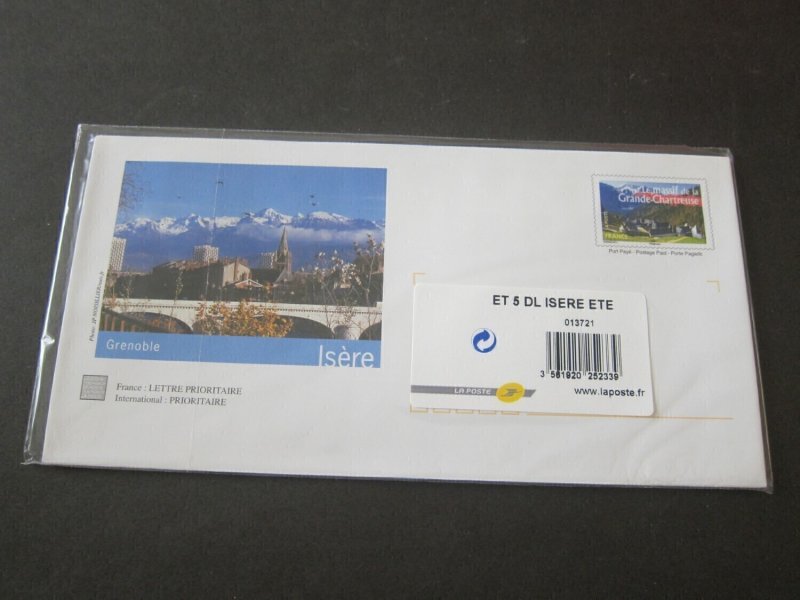 Le massif de la
Grande-Chartreuse
FRANCE
Port Payé - Postage Paid - Porte Pagado
Grenoble
Isère
France : LETTRE PRIORITAIRE
International : PRIORITAIRE
ET 5 DL ISERE ETE
013721
3 561920 252339
LA POSTE
www.laposte.fr